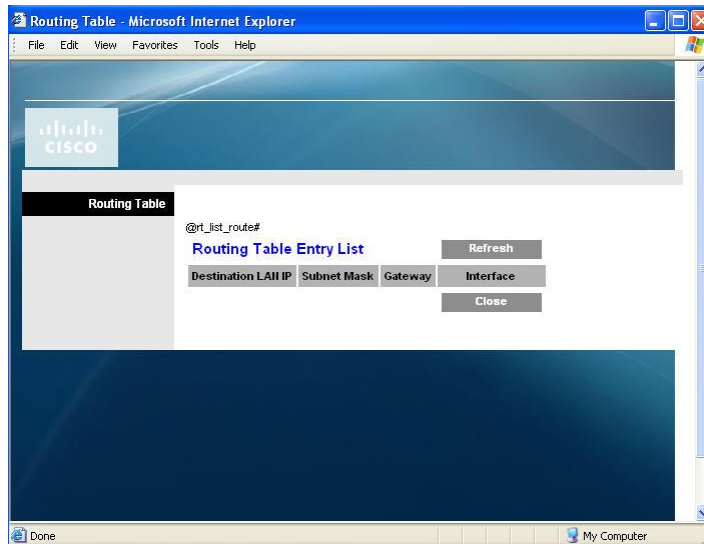 Routing Table - Microsoft Internet Explorer
File Edit View Favorites Tools Help
CISCO
Routing Table
@rt_list_route#
Routing Table Entry List Refresh
Destination LAN IP Subnet Mask Gateway Interface
Close
Done My Computer